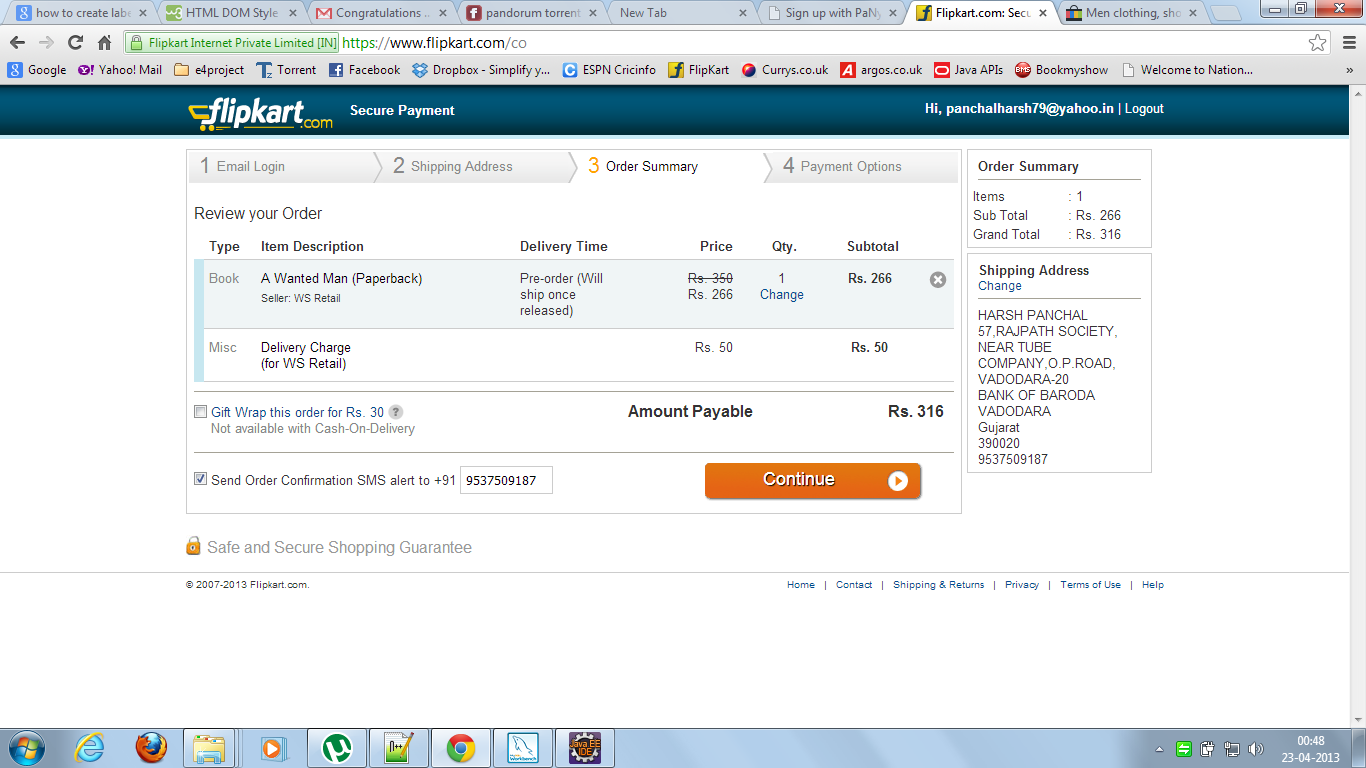 how to create labe
HTML DOM Style
Congratulations ...
pandorum torrent
New Tab
Sign up with PaNy
Flipkart.com: Secu
Men clothing, sho
Flipkart Internet Private Limited [IN] https://www.flipkart.com/co
Google Yahoo! Mail e4project Torrent Facebook Dropbox - Simplify y... ESPN Cricinfo FlipKart Currys.co.uk argos.co.uk Java APIs Bookmyshow Welcome to Nation... »
flipkart.com Secure Payment
Hi, panchalharsh79@yahoo.in | Logout
1 Email Login 2 Shipping Address 3 Order Summary 4 Payment Options
Review your Order
Type Item Description Delivery Time Price Qty. Subtotal
Book A Wanted Man (Paperback) Pre-order (Will Rs. 350 1 Rs. 266
Seller: WS Retail ship once Rs. 266 Change
released)
Misc Delivery Charge Rs. 50 Rs. 50
(for WS Retail)
Gift Wrap this order for Rs. 30 ? Amount Payable Rs. 316
Not available with Cash-On-Delivery
Send Order Confirmation SMS alert to +91 9537509187 Continue
Order Summary
Items : 1
Sub Total : Rs. 266
Grand Total : Rs. 316
Shipping Address
Change
HARSH PANCHAL
57,RAJPATH SOCIETY,
NEAR TUBE
COMPANY,O.P.ROAD,
VADODARA-20
BANK OF BARODA
VADODARA
Gujarat
390020
9537509187
Safe and Secure Shopping Guarantee
© 2007-2013 Flipkart.com. Home | Contact | Shipping & Returns | Privacy | Terms of Use | Help
Workbench
Java EE
IDE
00:48
23-04-2013